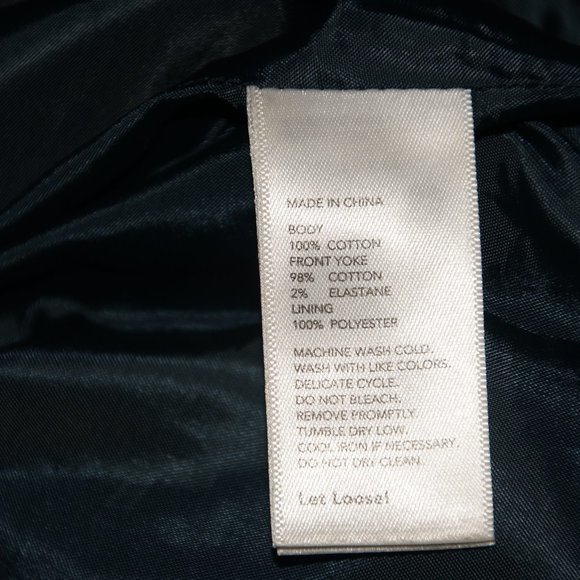 MADE IN CHINA
BODY
100% COTTON
FRONT YOKE
98% COTTON
2% ELASTANE
LINING
100% POLYESTER
MACHINE WASH COLD.
WASH WITH LIKE COLORS.
DELICATE CYCLE.
DO NOT BLEACH.
REMOVE PROMPTLY.
TUMBLE DRY LOW.
COOL IRON IF NECESSARY.
DO NOT DRY CLEAN.
Let Loose!